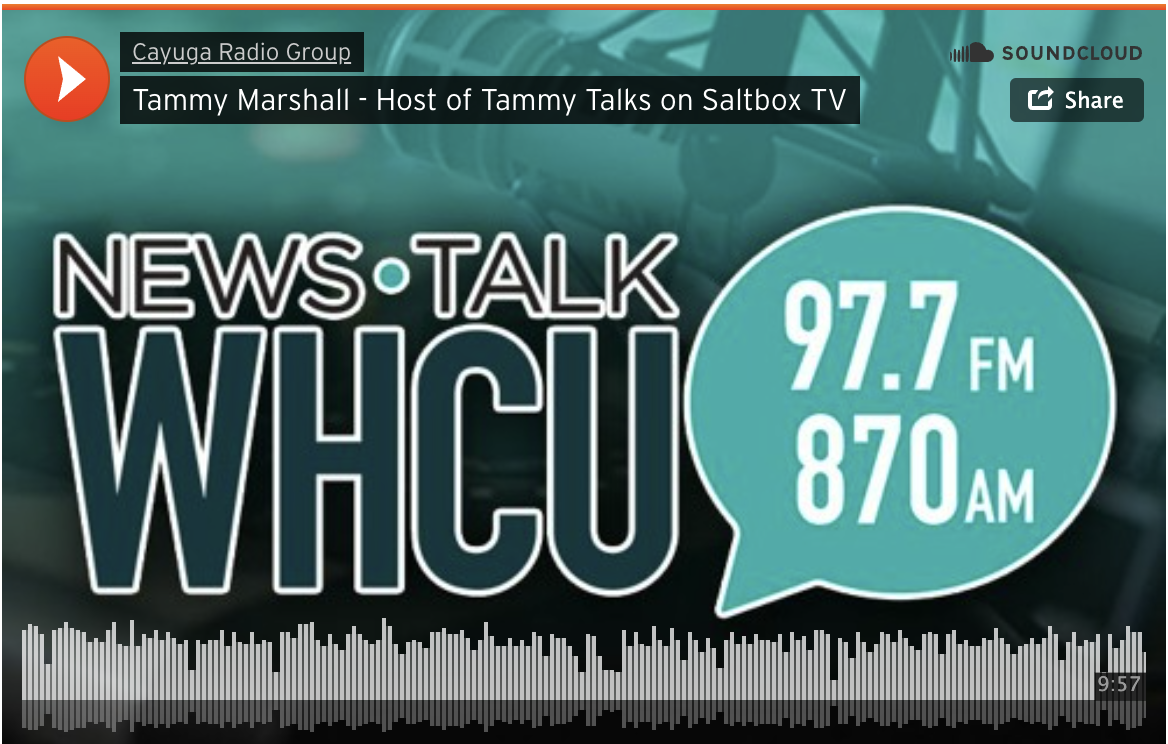 Cayuga Radio Group
SOUNDCLOUD
Tammy Marshall - Host of Tammy Talks on Saltbox TV
Share
NEWS•TALK
WHCU
97.7 FM
870 AM
9:57